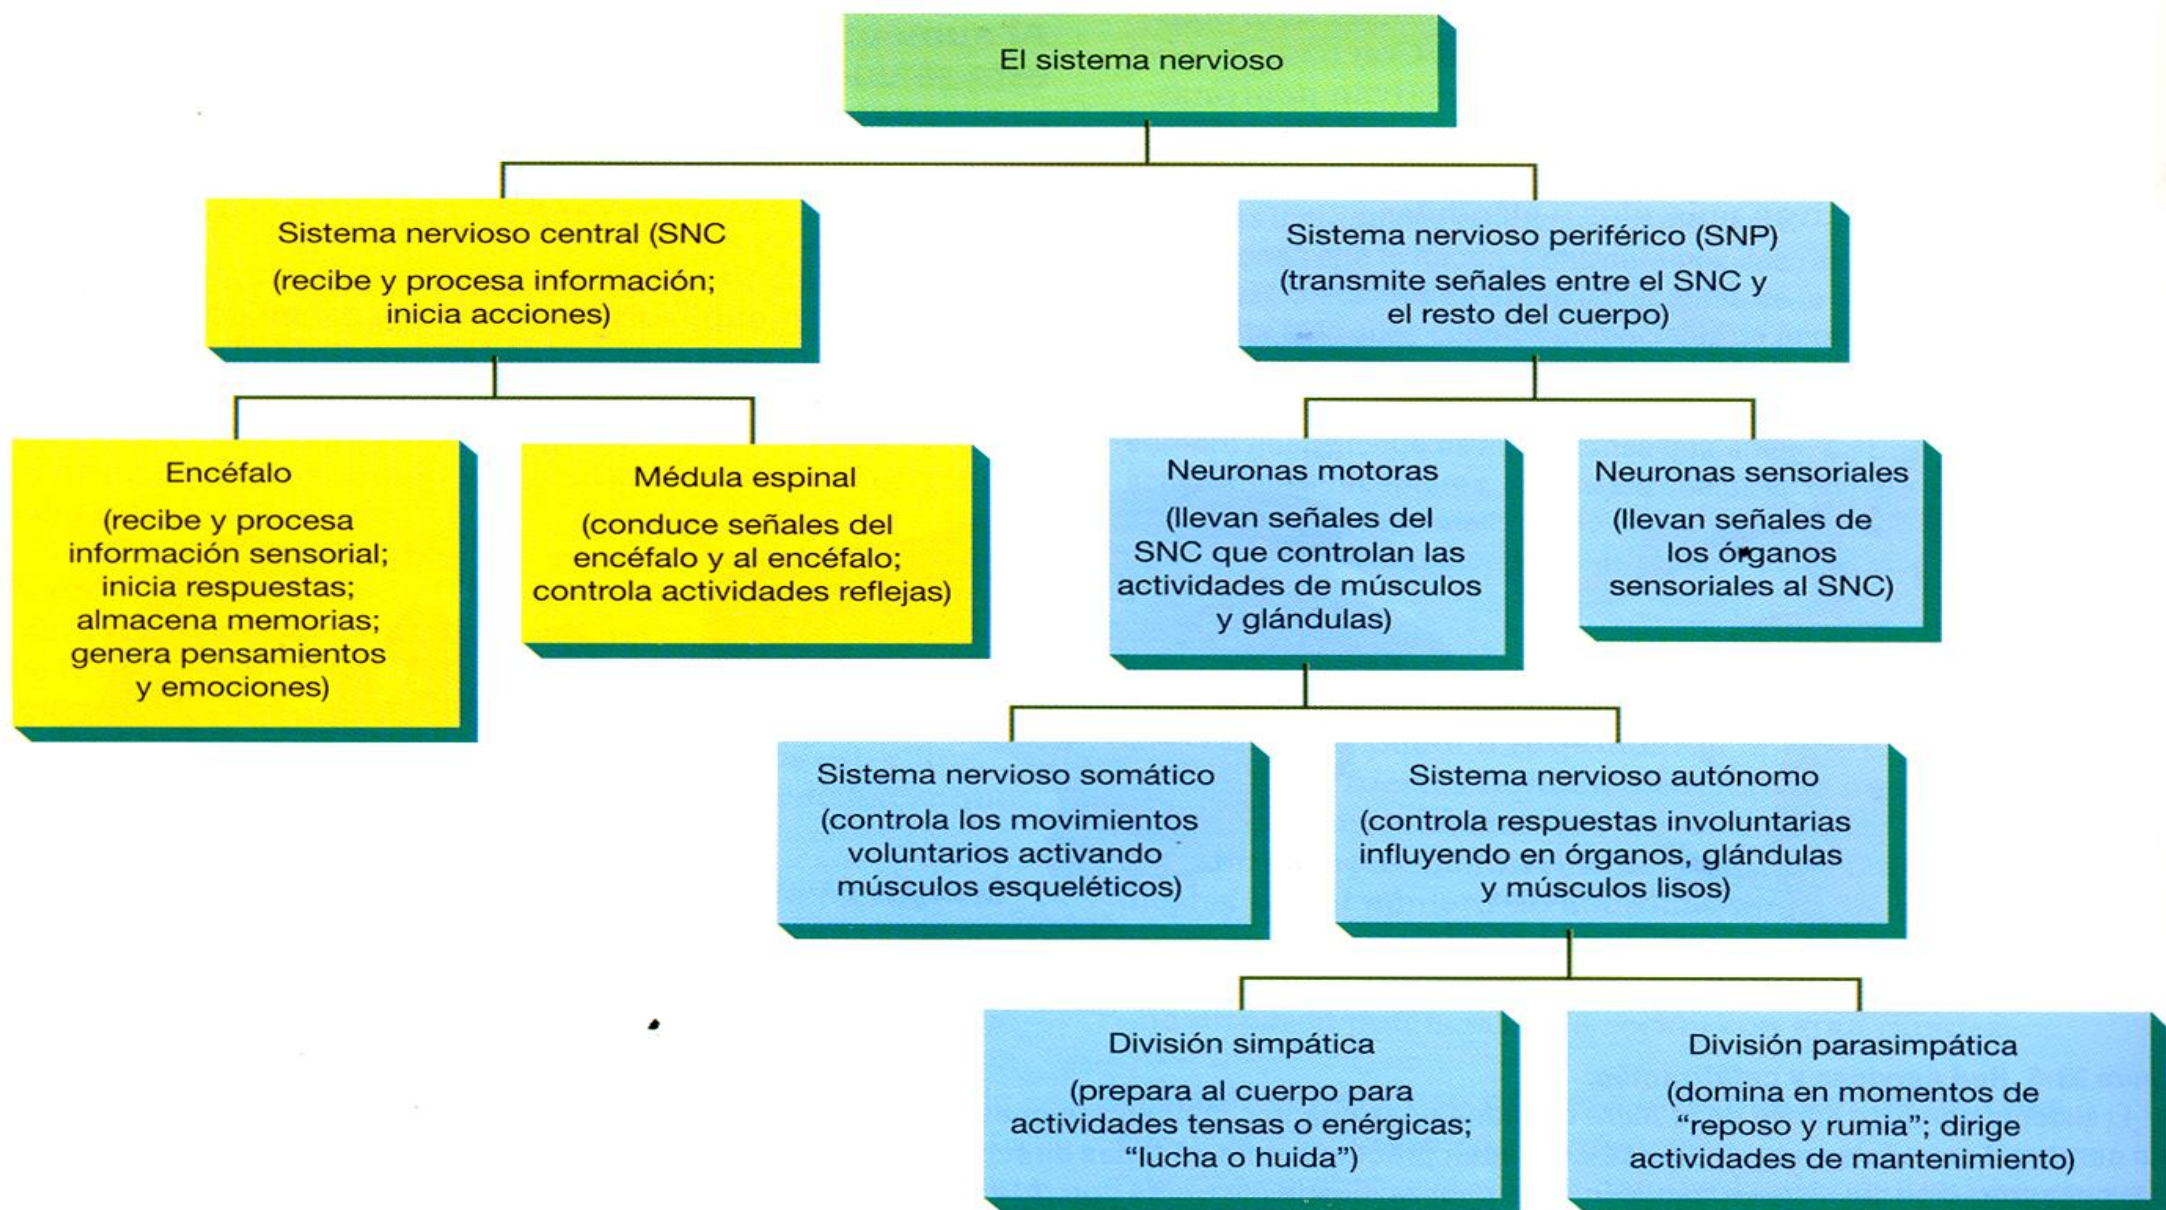 El sistema nervioso
Sistema nervioso central (SNC
(recibe y procesa información;
inicia acciones)
Sistema nervioso periférico (SNP)
(transmite señales entre el SNC y
el resto del cuerpo)
Encéfalo
(recibe y procesa
información sensorial;
inicia respuestas;
almacena memorias;
genera pensamientos
y emociones)
Médula espinal
(conduce señales del
encéfalo y al encéfalo;
controla actividades reflejas)
Neuronas motoras
(llevan señales del
SNC que controlan las
actividades de músculos
y glándulas)
Neuronas sensoriales
(llevan señales de
los órganos
sensoriales al SNC)
Sistema nervioso somático
(controla los movimientos
voluntarios activando
músculos esqueléticos)
Sistema nervioso autónomo
(controla respuestas involuntarias
influyendo en órganos, glándulas
y músculos lisos)
División simpática
(prepara al cuerpo para
actividades tensas o enérgicas;
“lucha o huida”)
División parasimpática
(domina en momentos de
“reposo y rumia”; dirige
actividades de mantenimiento)